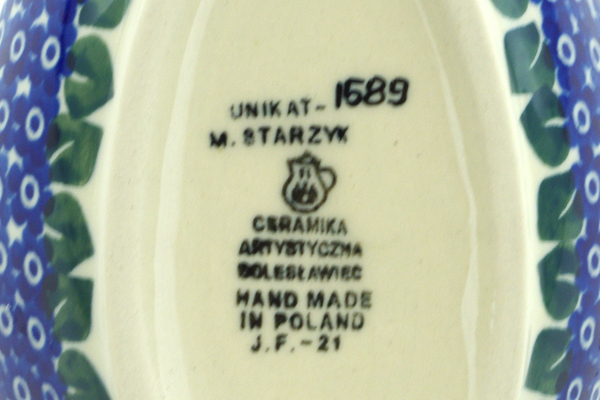 UNIKAT- 1589
M. STARZYK
CERAMIKA
ARTYSTYCZNA
BOLESŁAWIEC
HAND MADE
IN POLAND
J.F.-21